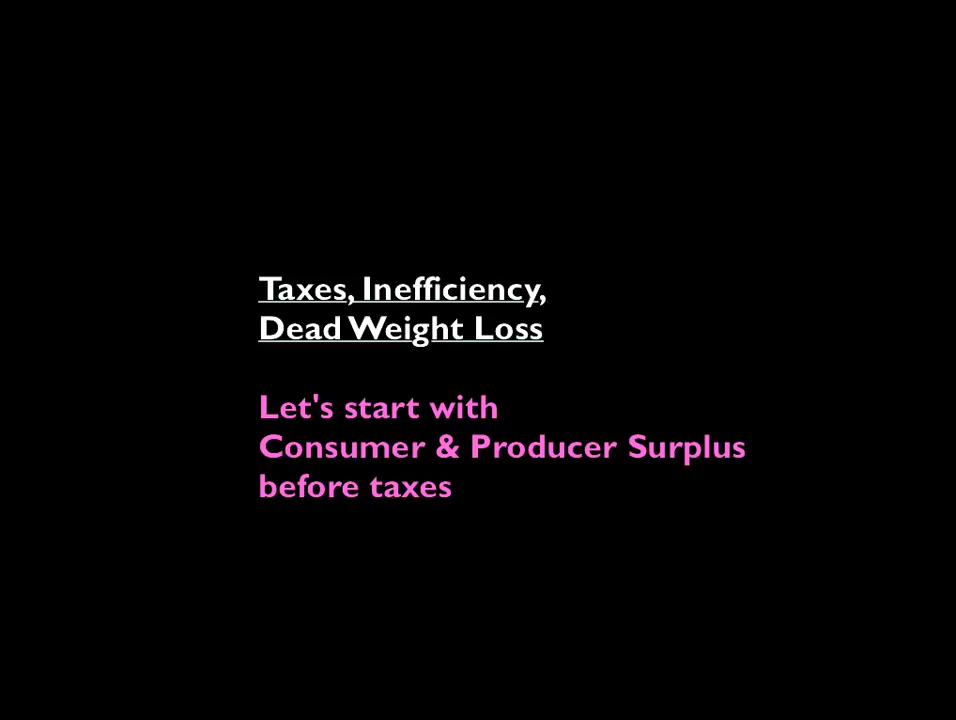 Taxes, Inefficiency,
Dead Weight Loss
Let's start with
Consumer & Producer Surplus
before taxes